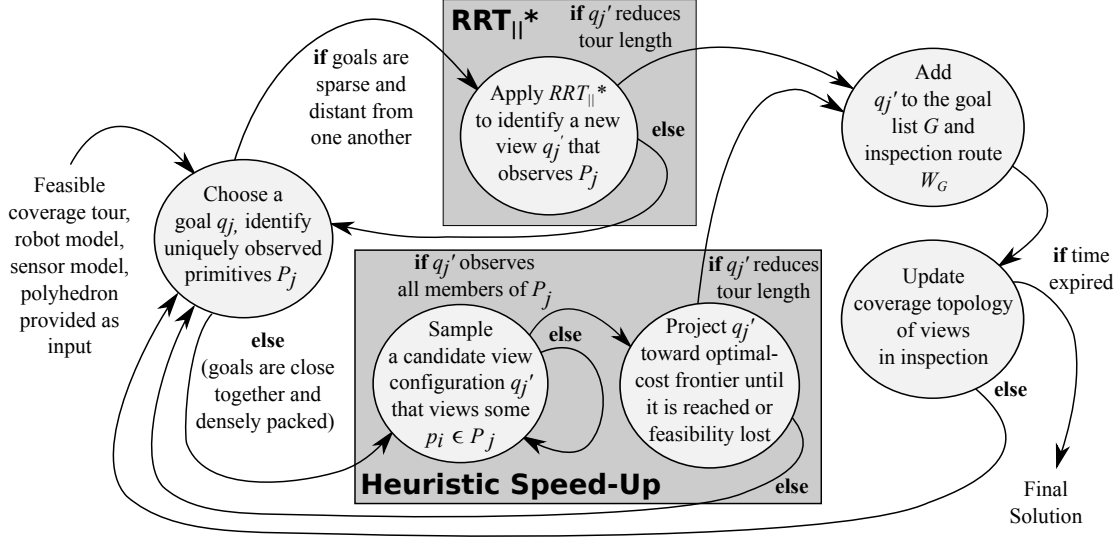 RRT||*
if qj′ reduces
tour length
if goals are
sparse and
distant from
one another
Apply RRT||*
to identify a new
view qj′ that
observes Pj
else
Add
qj′ to the goal
list G and
inspection route
WG
Feasible
coverage tour,
robot model,
sensor model,
polyhedron
provided as
input
Choose a
goal qj, identify
uniquely observed
primitives Pj
if qj′ observes
all members of Pj
if qj′ reduces
tour length
if time
expired
Update
coverage topology
of views
in inspection
else
(goals are close
together and
densely packed)
Sample
a candidate view
configuration qj′
that views some
pi ∈ Pj
else
Project qj′
toward optimal-
cost frontier until
it is reached or
feasibility lost
else
else
Heuristic Speed-Up
Final
Solution